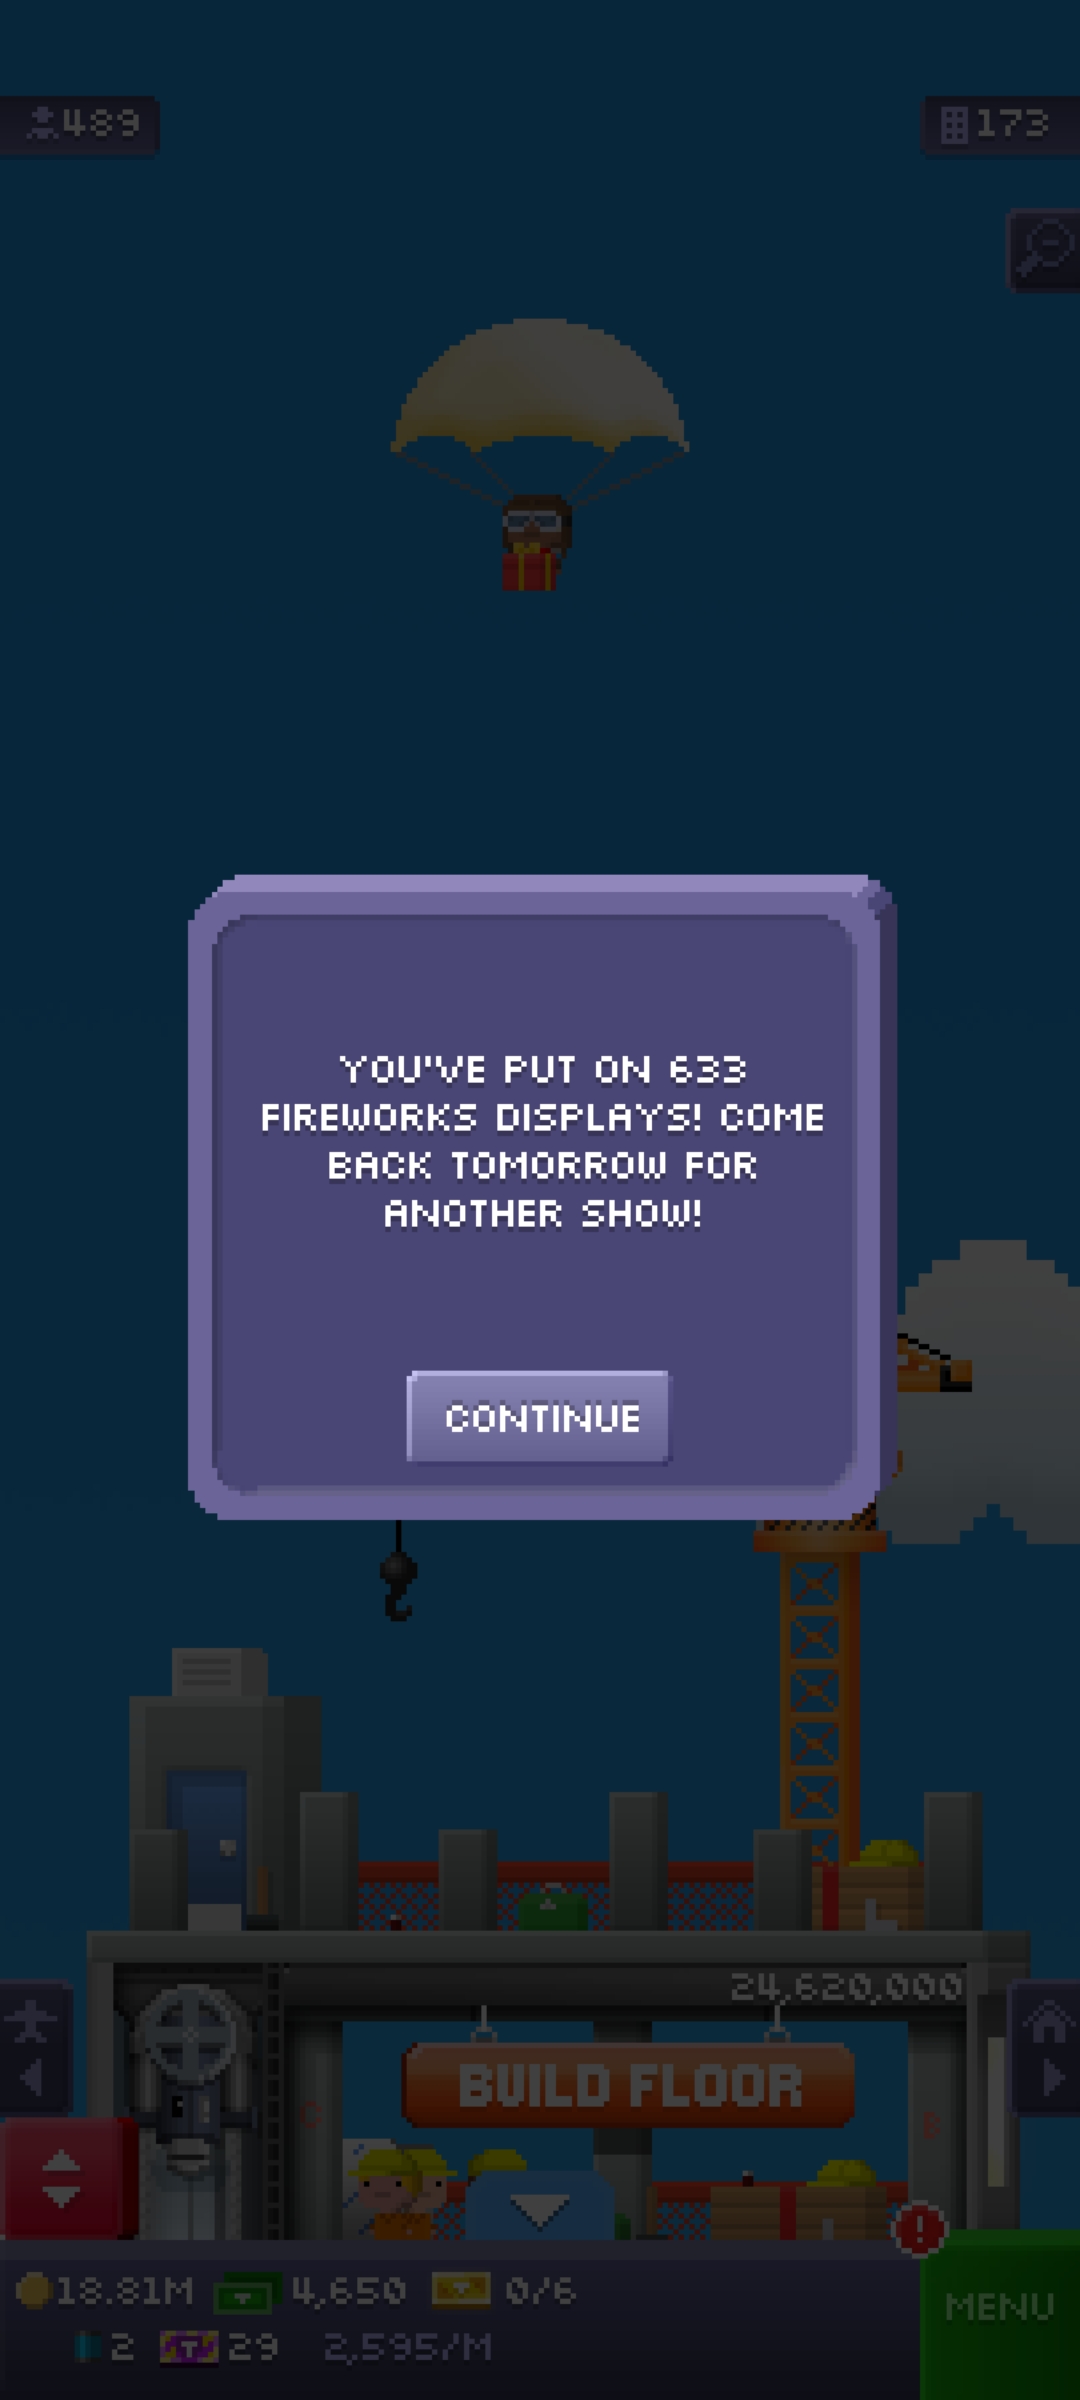 489
173
YOU'VE PUT ON 633
FIREWORKS DISPLAYS! COME
BACK TOMORROW FOR
ANOTHER SHOW!
CONTINUE
24,620,000
BUILD FLOOR
C
B
18.81M 4,650 0/6
2 29 2,595/M
MENU